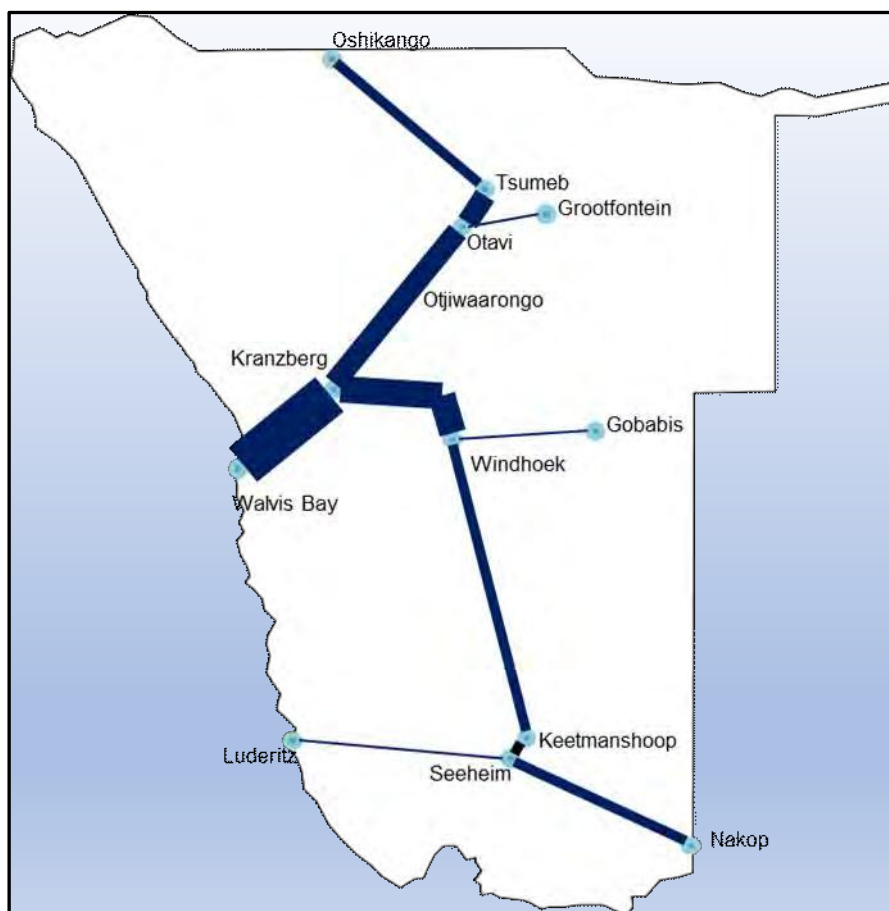 Oshikango
Tsumeb
Grootfontein
Otavi
Otjiwaarongo
Kranzberg
Gobabis
Windhoek
Walvis Bay
Keetmanshoop
Luderitz
Seeheim
Nakop